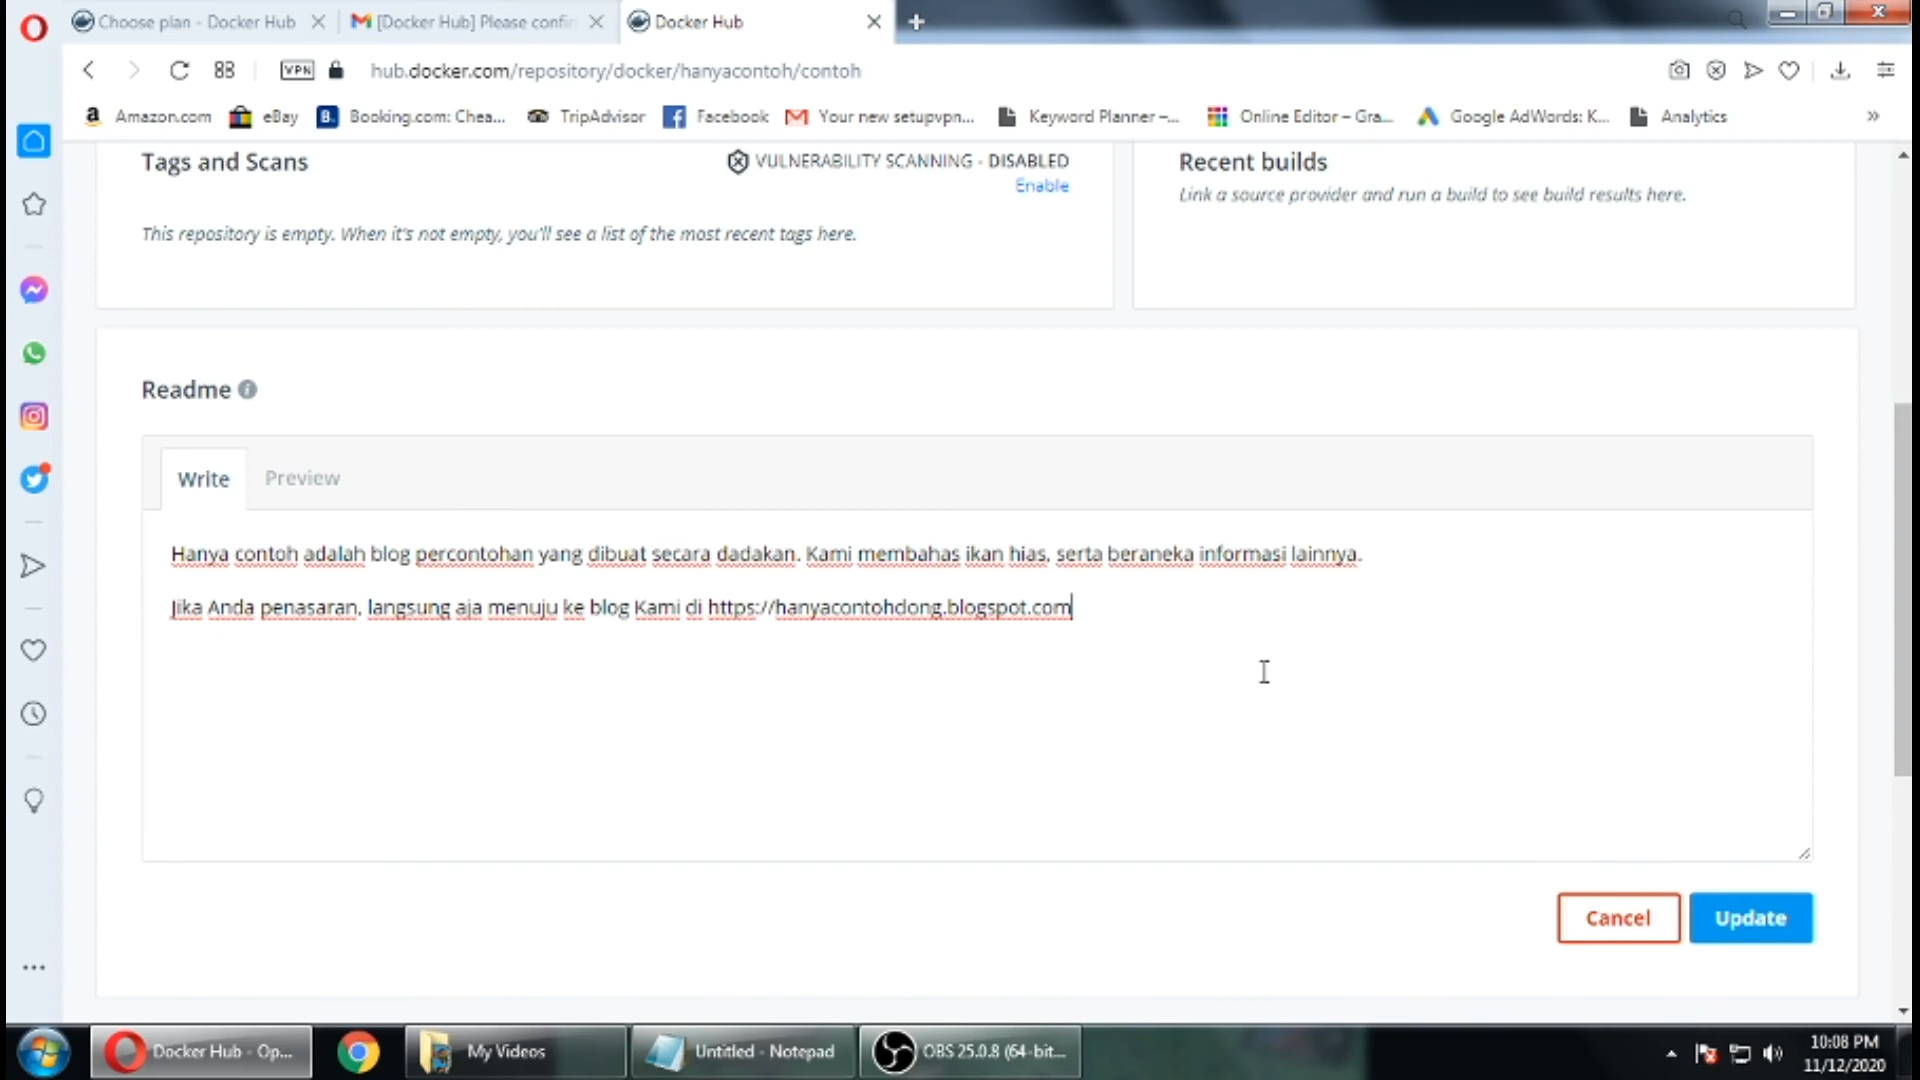 Choose plan - Docker Hub
[Docker Hub] Please confir
Docker Hub
VPN
hub.docker.com/repository/docker/hanyacontoh/contoh
Amazon.com
eBay
Booking.com: Chea...
TripAdvisor
Facebook
Your new setupvpn...
Keyword Planner –...
Online Editor – Gra...
Google AdWords: K...
Analytics
Tags and Scans
VULNERABILITY SCANNING - DISABLED
Enable
This repository is empty. When it's not empty, you'll see a list of the most recent tags here.
Recent builds
Link a source provider and run a build to see build results here.
Readme
Write
Preview
Hanya contoh adalah blog percontohan yang dibuat secara dadakan. Kami membahas ikan hias, serta beraneka informasi lainnya.
Jika Anda penasaran, langsung aja menuju ke blog Kami di https://hanyacontohdong.blogspot.com
Cancel
Update
Docker Hub - Op...
My Videos
Untitled - Notepad
OBS 25.0.8 (64-bit...
10:08 PM
11/12/2020